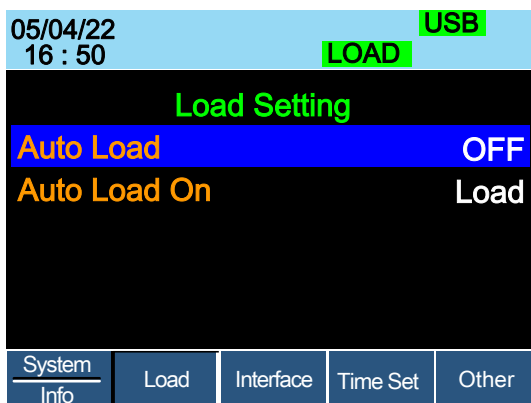 05/04/22
USB
16 : 50
LOAD
Load Setting
Auto Load OFF
Auto Load On Load
System
Info
Load
Interface
Time Set
Other